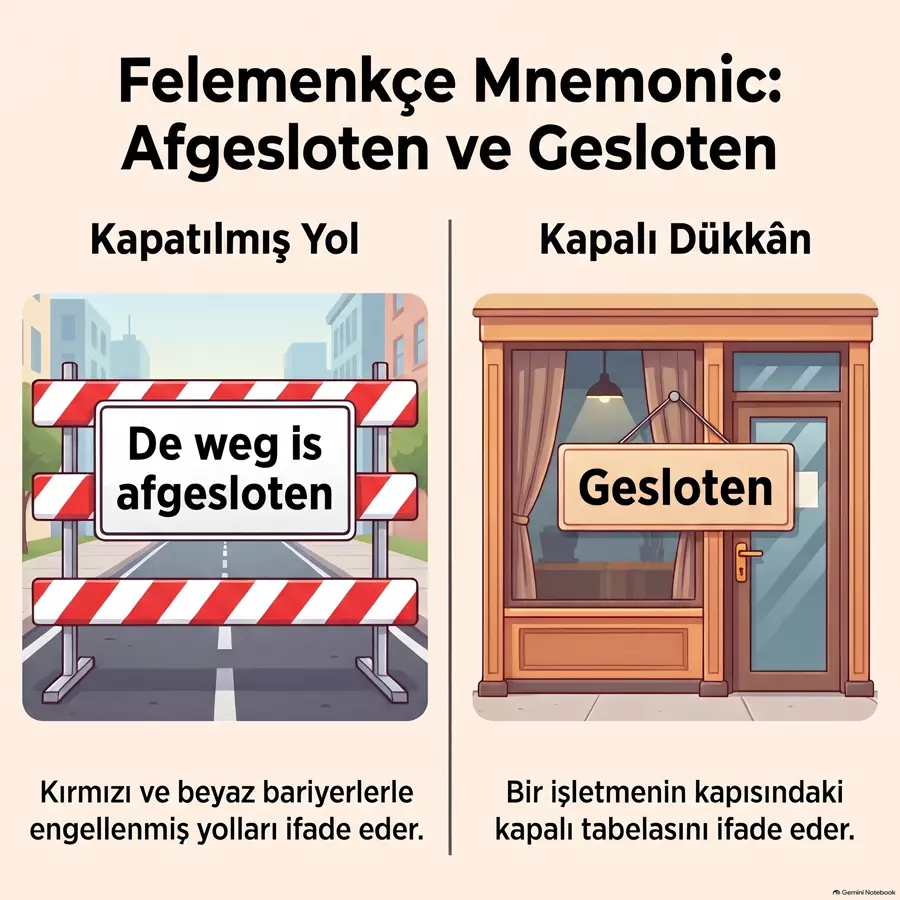 Felemenkçe Mnemonic:
Afgesloten ve Gesloten
Kapatılmış Yol
De weg is
afgesloten
Kırmızı ve beyaz bariyerlerle
engellenmiş yolları ifade eder.
Kapalı Dükkân
Gesloten
Bir işletmenin kapısındaki
kapalı tabelasını ifade eder.
Gemini Notebook